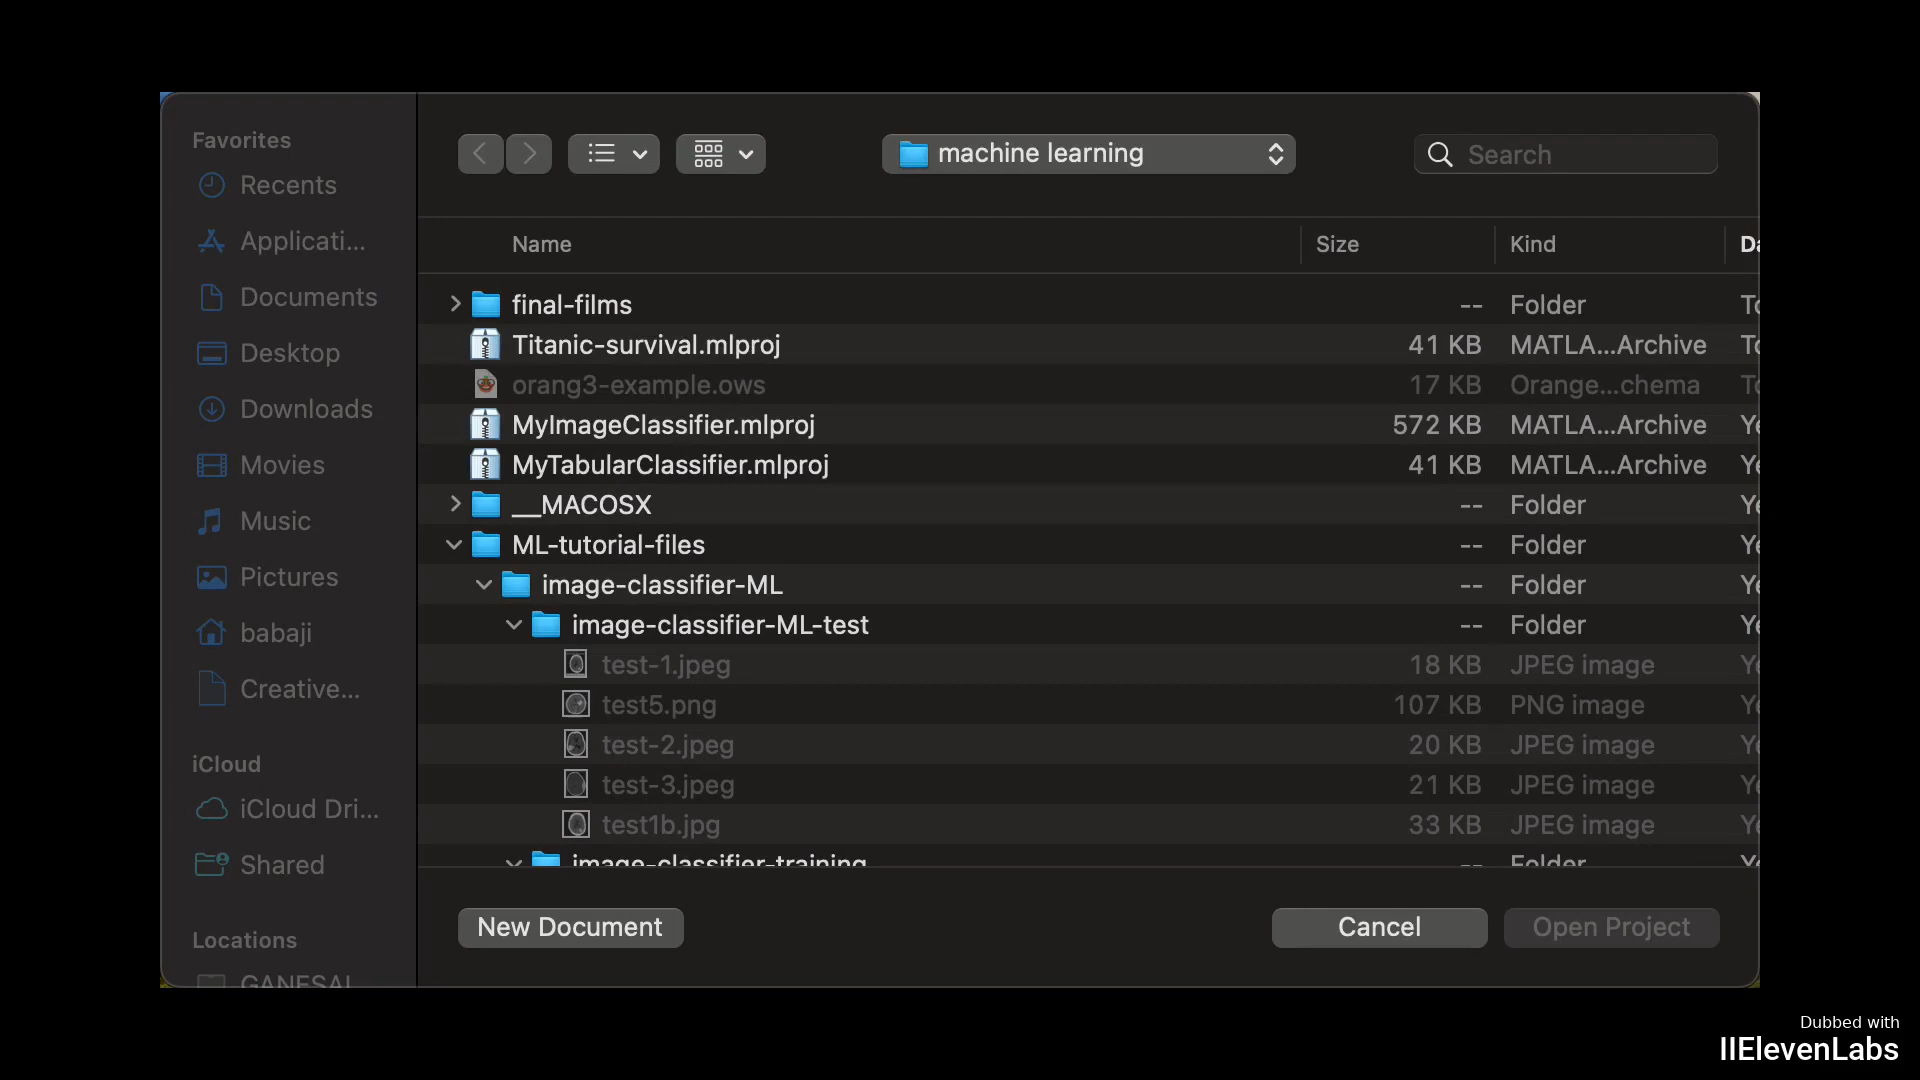 Favorites
Recents
Applicati...
Documents
Desktop
Downloads
Movies
Music
Pictures
babaji
Creative...
iCloud
iCloud Dri...
Shared
Locations
machine learning
Search
Name Size Kind
final-films -- Folder
Titanic-survival.mlproj 41 KB MATLA...Archive
orang3-example.ows 17 KB Orange...chema
MyImageClassifier.mlproj 572 KB MATLA...Archive
MyTabularClassifier.mlproj 41 KB MATLA...Archive
__MACOSX -- Folder
ML-tutorial-files -- Folder
image-classifier-ML -- Folder
image-classifier-ML-test -- Folder
test-1.jpeg 18 KB JPEG image
test5.png 107 KB PNG image
test-2.jpeg 20 KB JPEG image
test-3.jpeg 21 KB JPEG image
test1b.jpg 33 KB JPEG image
image-classifier-training -- Folder
New Document Cancel Open Project
Dubbed with
IIElevenLabs